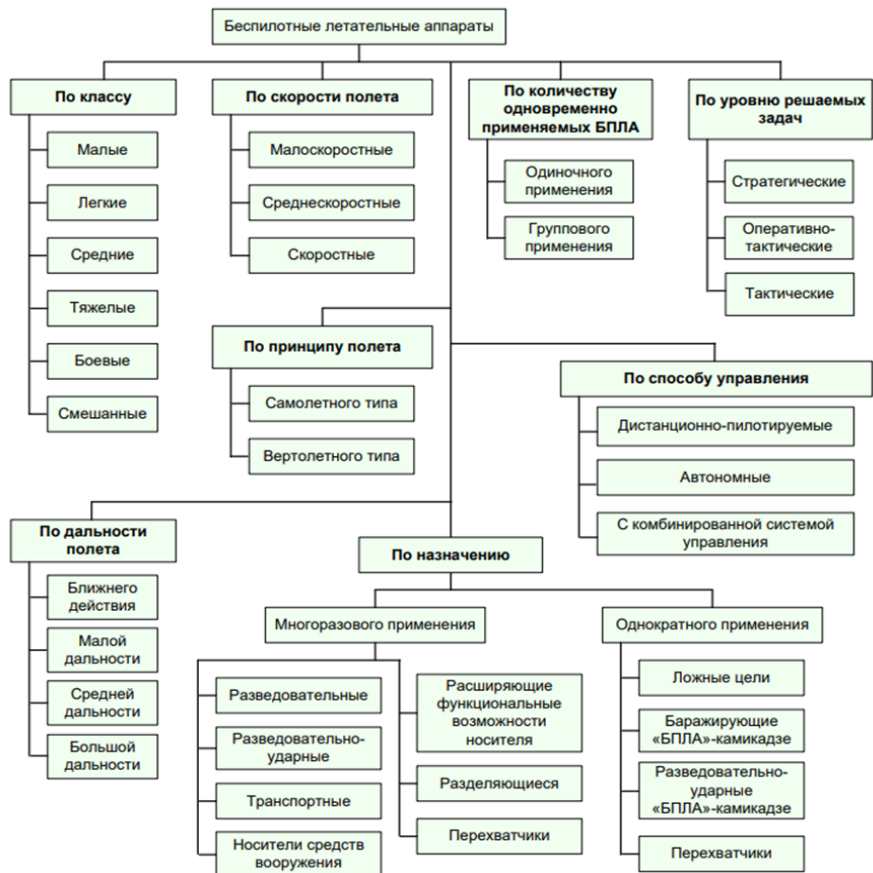 Беспилотные летательные аппараты
По классу
Малые
Легкие
Средние
Тяжелые
Боевые
Смешанные
По скорости полета
Малоскоростные
Среднескоростные
Скоростные
По количеству
одновременно
применяемых БПЛА
Одиночного
применения
Группового
применения
По уровню решаемых
задач
Стратегические
Оперативно-
тактические
Тактические
По принципу полета
Самолетного типа
Вертолетного типа
По способу управления
Дистанционно-пилотируемые
Автономные
С комбинированной системой
управления
По дальности
полета
Ближнего
действия
Малой
дальности
Средней
дальности
Большой
дальности
По назначению
Многоразового применения
Разведовательные
Разведовательно-
ударные
Транспортные
Носители средств
вооружения
Расширяющие
функциональные
возможности
носителя
Разделяющиеся
Перехватчики
Однократного применения
Ложные цели
Баражирующие
«БПЛА»-камикадзе
Разведовательно-
ударные
«БПЛА»-камикадзе
Перехватчики